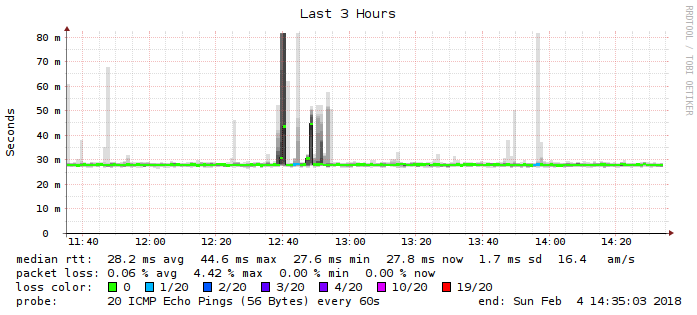 Last 3 Hours
RRDTOOL / TOBI OETIKER
Seconds
80 m
70 m
60 m
50 m
40 m
30 m
20 m
10 m
0
11:40 12:00 12:20 12:40 13:00 13:20 13:40 14:00 14:20
median rtt: 28.2 ms avg 44.6 ms max 27.6 ms min 27.8 ms now 1.7 ms sd 16.4 am/s
packet loss: 0.06 % avg 4.42 % max 0.00 % min 0.00 % now
loss color: 0 1/20 2/20 3/20 4/20 10/20 19/20
probe: 20 ICMP Echo Pings (56 Bytes) every 60s end: Sun Feb 4 14:35:03 2018